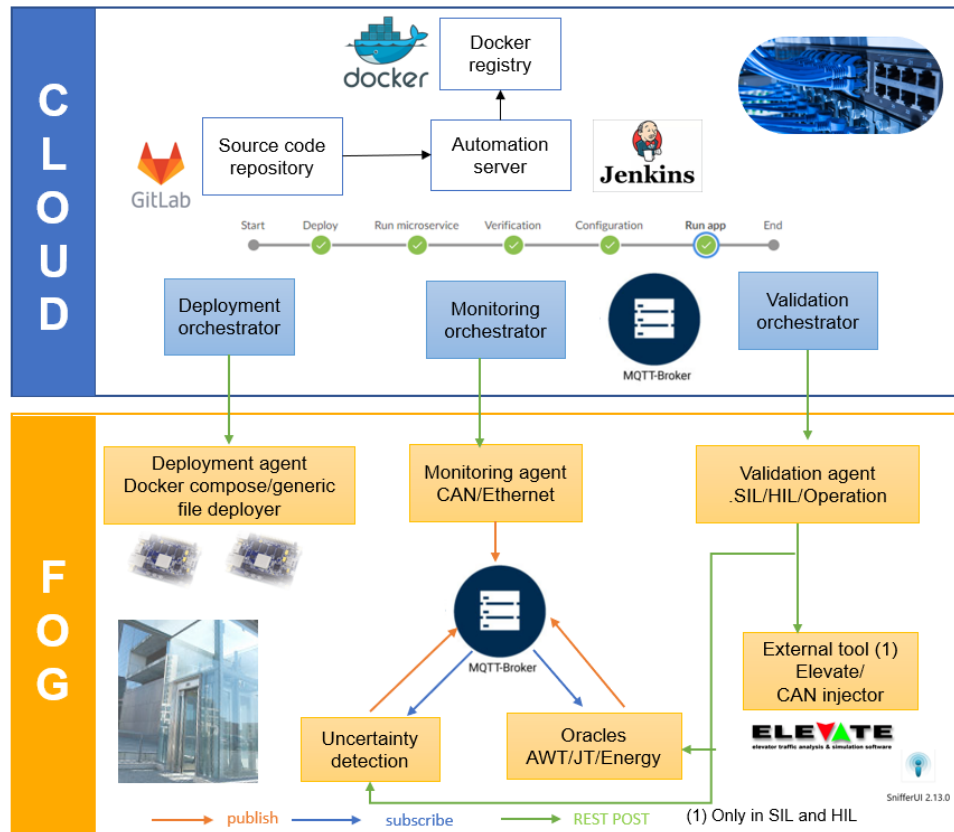 CLOUD
docker
Docker
registry
GitLab
Source code
repository
Automation
server
Jenkins
Start
Deploy
Run microservice
Verification
Configuration
Run app
End
Deployment
orchestrator
Monitoring
orchestrator
MQTT-Broker
Validation
orchestrator
FOG
Deployment agent
Docker compose/generic
file deployer
Monitoring agent
CAN/Ethernet
Validation agent
.SIL/HIL/Operation
MQTT-Broker
External tool (1)
Elevate/
CAN injector
ELEVATE
elevator traffic analysis & simulation software
Uncertainty
detection
Oracles
AWT/JT/Energy
SnifferUI 2.13.0
publish
subscribe
REST POST
(1) Only in SIL and HIL